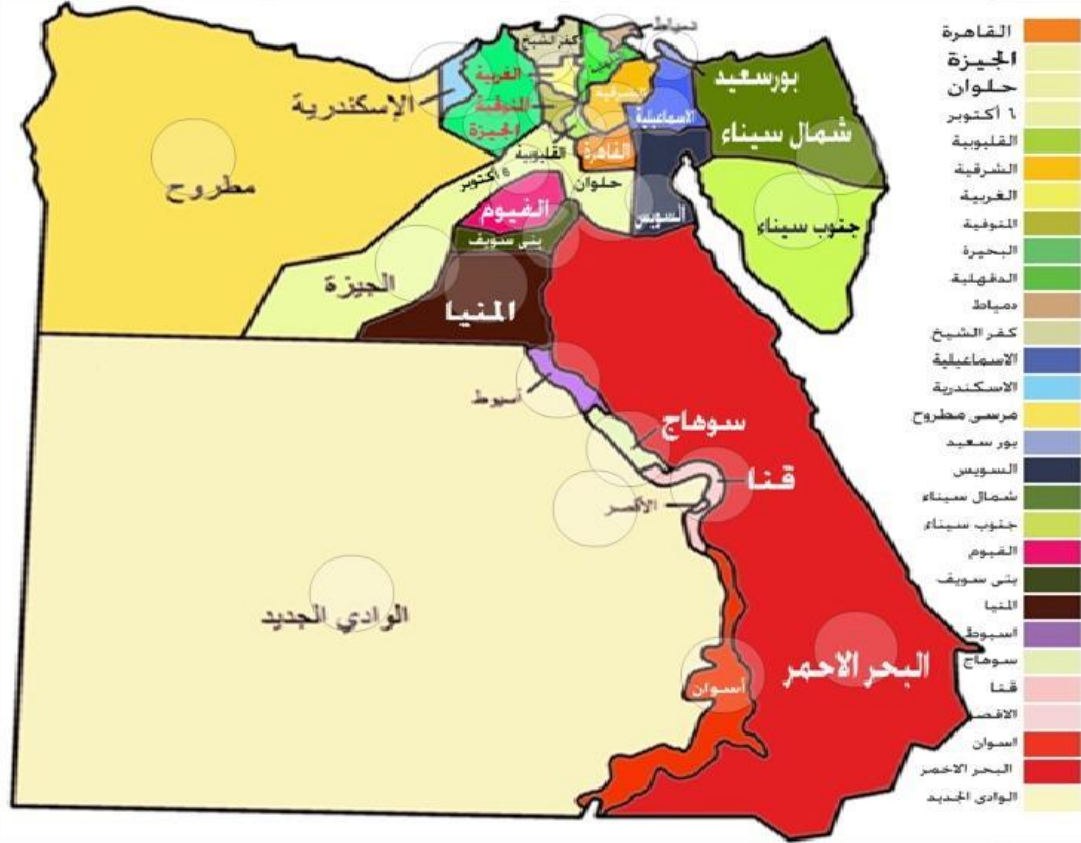 دمياط
كفر الشيخ
بورسعيد
الغربية
الشرقية
الإسكندرية
المنوفية
الاسماعيلية
شمال سيناء
الجيزة
القليوبية
القاهرة
مطروح
6 أكتوبر
حلوان
الفيوم
السويس
جنوب سيناء
بنى سويف
الجيزة
المنيا
أسيوط
سوهاج
قنا
الأقصر
الوادي الجديد
البحر الاحمر
أسوان
القاهرة
الجيزة
حلوان
٦ أكتوبر
القليوبية
الشرقية
الغربية
المنوفية
البحيرة
الدقهلية
دمياط
كفر الشيخ
الاسماعيلية
الاسكندرية
مرسى مطروح
بور سعيد
السويس
شمال سيناء
جنوب سيناء
الفيوم
بنى سويف
المنيا
اسيوط
سوهاج
قنا
الاقصر
اسوان
البحر الاحمر
الوادى الجديد